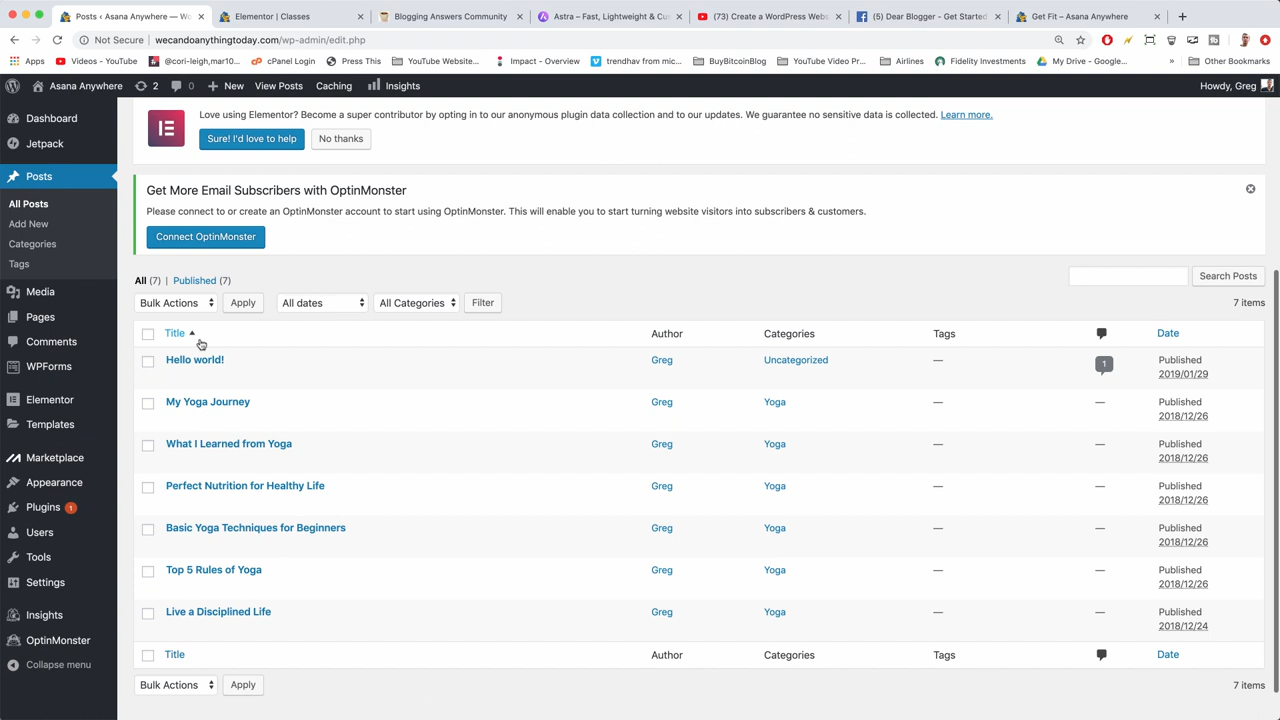 Posts ‹ Asana Anywhere — Wo
Elementor | Classes
Blogging Answers Community
Astra – Fast, Lightweight & Cu
(73) Create a WordPress Webs
(5) Dear Blogger - Get Started
Get Fit – Asana Anywhere
Not Secure | wecandoanythingtoday.com/wp-admin/edit.php
Apps
Videos - YouTube
@cori-leigh,mar10...
cPanel Login
Press This
YouTube Website...
Impact - Overview
trendhav from mic...
BuyBitcoinBlog
YouTube Video Pr...
Airlines
Fidelity Investments
My Drive - Google...
»
Other Bookmarks
Asana Anywhere
2
0
+ New
View Posts
Caching
Insights
Howdy, Greg
Dashboard
Jetpack
Posts
All Posts
Add New
Categories
Tags
Media
Pages
Comments
WPForms
Elementor
Templates
Marketplace
Appearance
Plugins 1
Users
Tools
Settings
Insights
OptinMonster
Collapse menu
Love using Elementor? Become a super contributor by opting in to our anonymous plugin data collection and to our updates. We guarantee no sensitive data is collected. Learn more.
Sure! I'd love to help
No thanks
Get More Email Subscribers with OptinMonster
Please connect to or create an OptinMonster account to start using OptinMonster. This will enable you to start turning website visitors into subscribers & customers.
Connect OptinMonster
All (7) | Published (7)
Search Posts
Bulk Actions
Apply
All dates
All Categories
Filter
7 items
Title Author Categories Tags Date
Hello world! Greg Uncategorized — 1 Published
2019/01/29
My Yoga Journey Greg Yoga — — Published
2018/12/26
What I Learned from Yoga Greg Yoga — — Published
2018/12/26
Perfect Nutrition for Healthy Life Greg Yoga — — Published
2018/12/26
Basic Yoga Techniques for Beginners Greg Yoga — — Published
2018/12/26
Top 5 Rules of Yoga Greg Yoga — — Published
2018/12/26
Live a Disciplined Life Greg Yoga — — Published
2018/12/24
Title Author Categories Tags Date
Bulk Actions
Apply
7 items